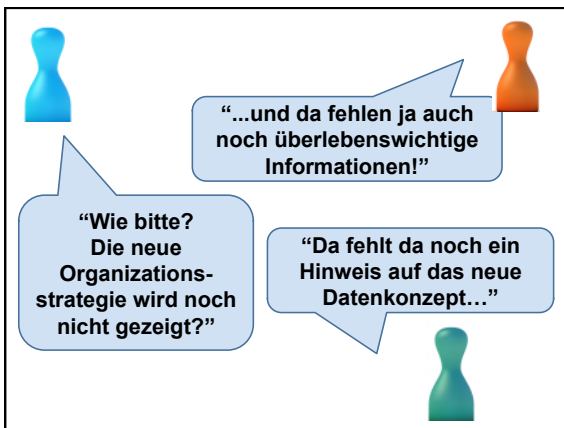 “...und da fehlen ja auch
noch überlebenswichtige
Informationen!”
“Wie bitte?
Die neue
Organizations-
strategie wird noch
nicht gezeigt?”
“Da fehlt da noch ein
Hinweis auf das neue
Datenkonzept…”